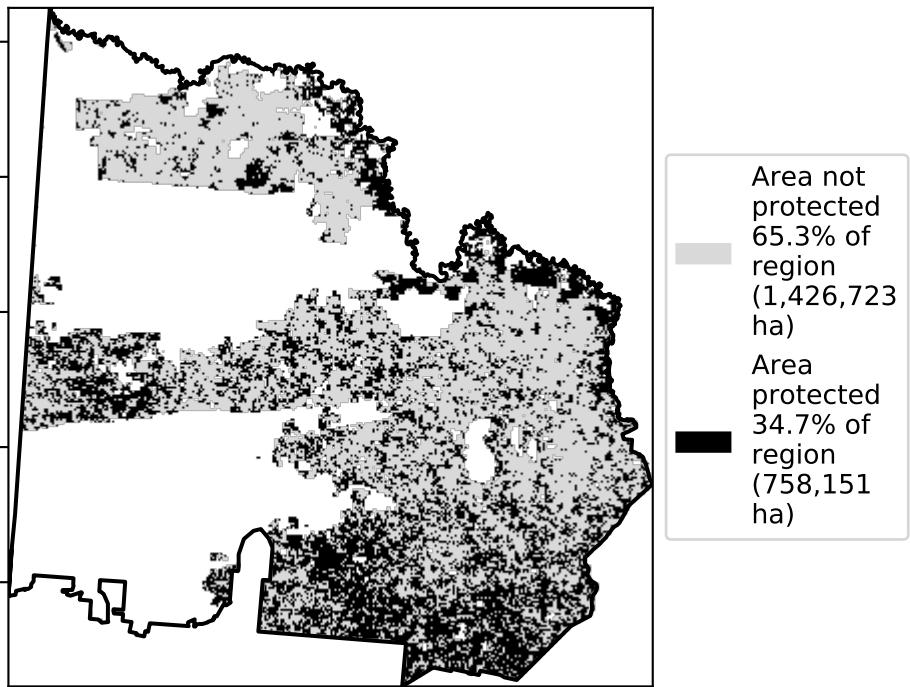 Area not
protected
65.3% of
region
(1,426,723
ha)
Area
protected
34.7% of
region
(758,151
ha)